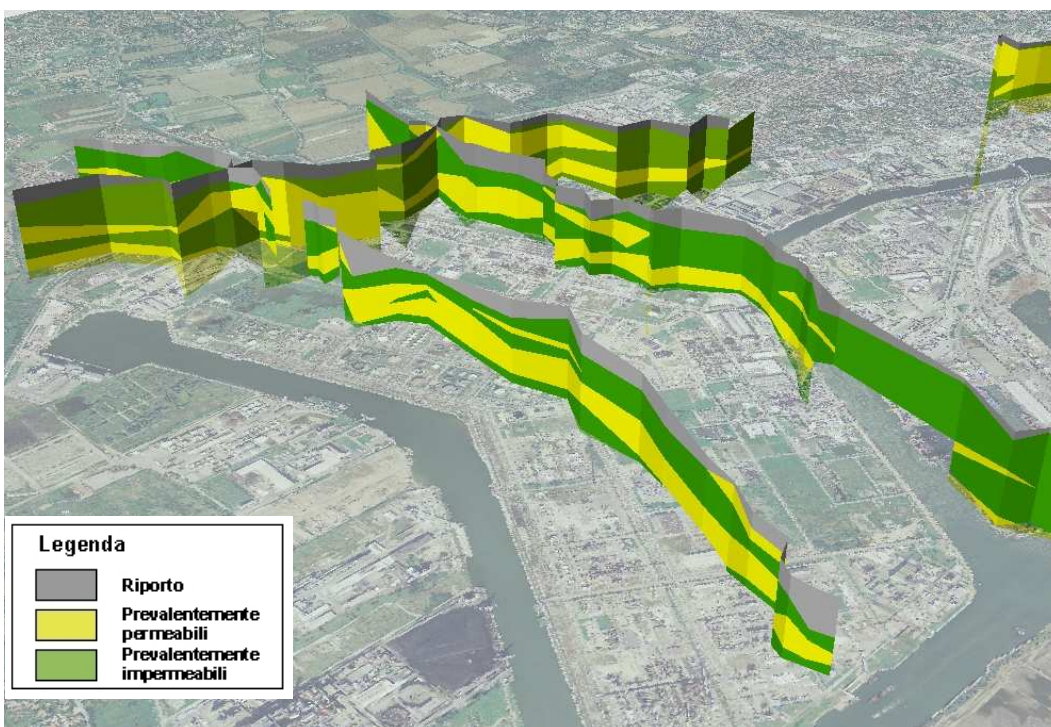 Legenda
Riporto
Prevalentemente
permeabili
Prevalentemente
impermeabili